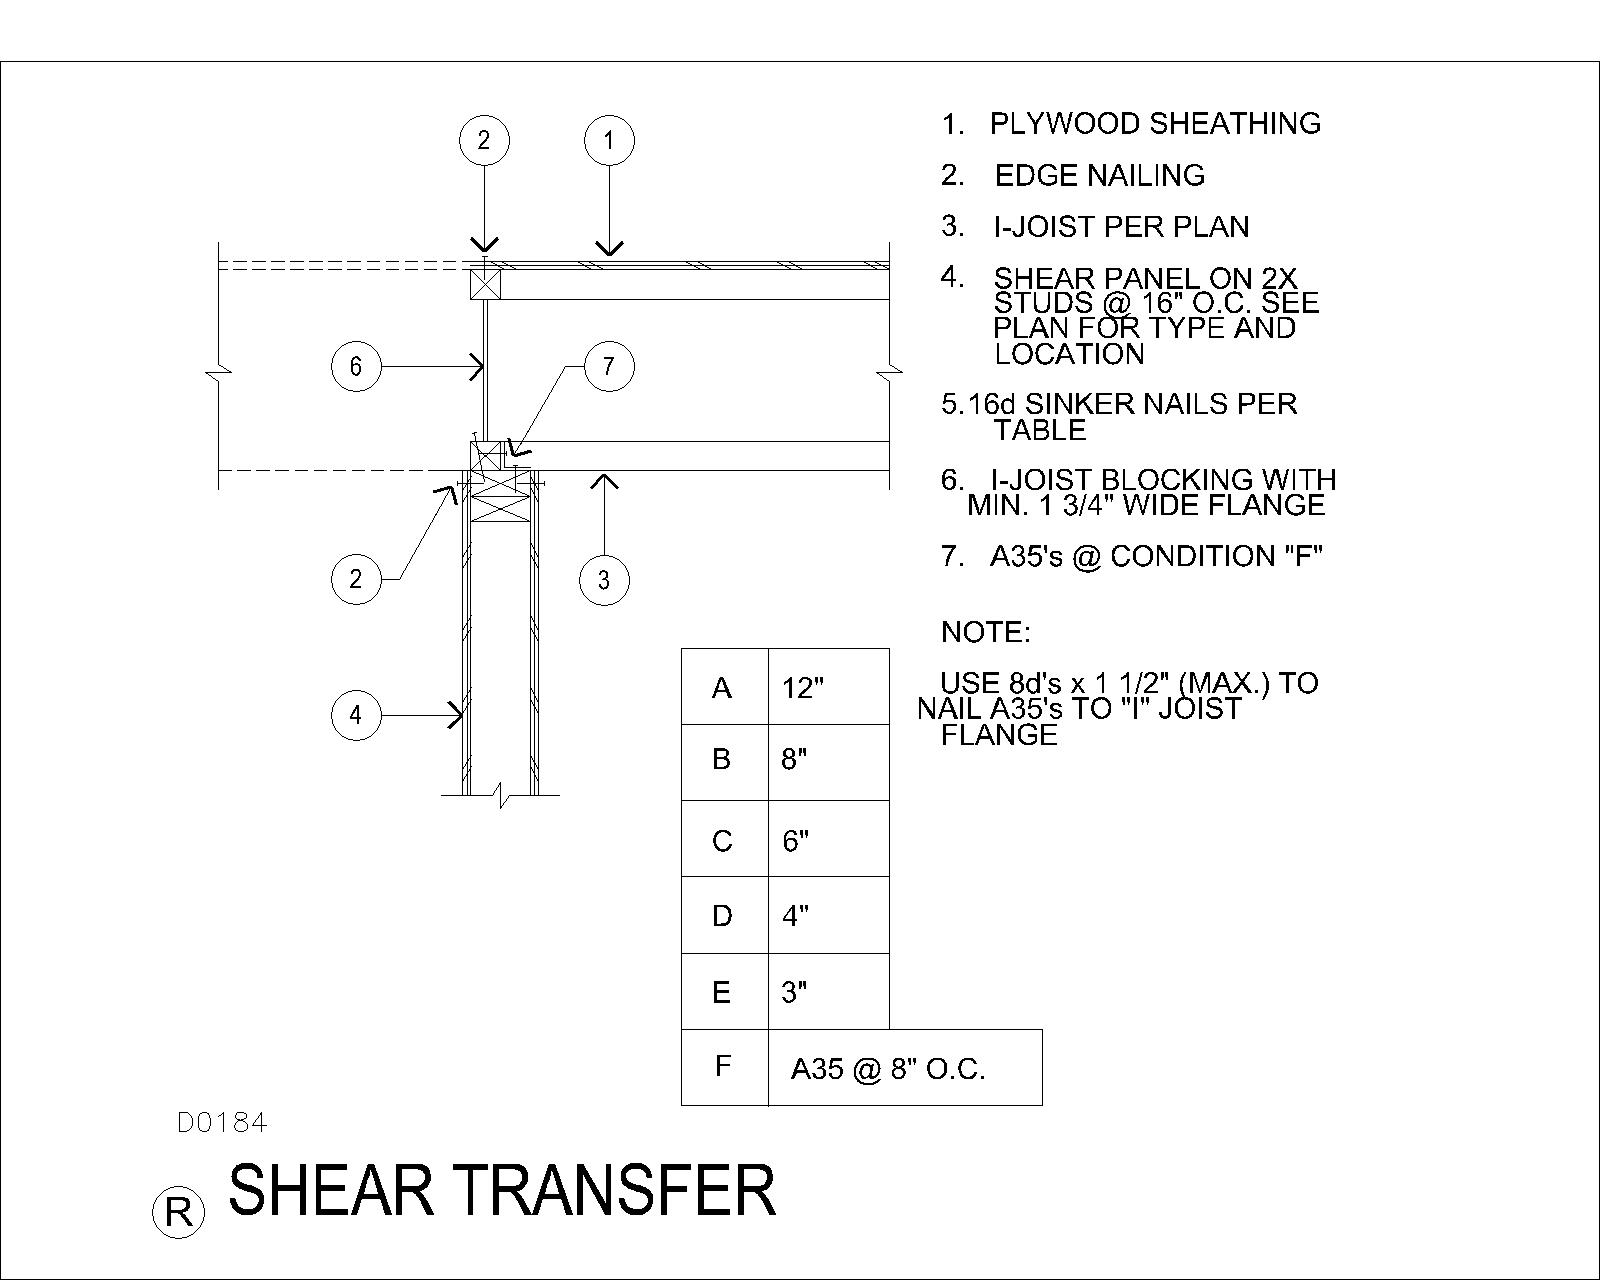 2
1
6
7
2
3
4
1. PLYWOOD SHEATHING
2. EDGE NAILING
3. I-JOIST PER PLAN
4. SHEAR PANEL ON 2X
STUDS @ 16" O.C. SEE
PLAN FOR TYPE AND
LOCATION
5.16d SINKER NAILS PER
TABLE
6. I-JOIST BLOCKING WITH
MIN. 1 3/4" WIDE FLANGE
7. A35's @ CONDITION "F"
NOTE:
USE 8d's x 1 1/2" (MAX.) TO
NAIL A35's TO "I" JOIST
FLANGE
A 12"
B 8"
C 6"
D 4"
E 3"
F A35 @ 8" O.C.
D0184
R SHEAR TRANSFER